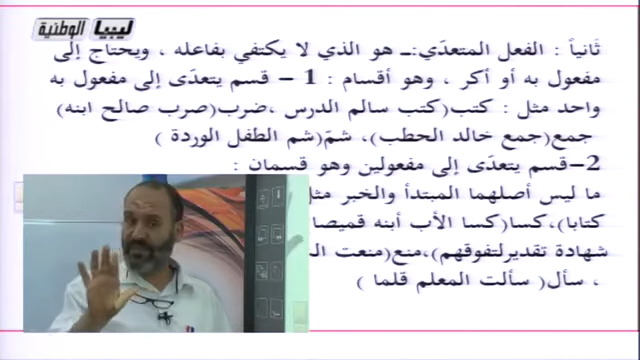 ليبيا الوطنية
ثانياً : الفعل المتعدّي:ــ هو الذي لا يكتفي بفاعله ، ويحتاج إلى
مفعول به أو أكر ، وهو أقسام : 1 – قسم يتعدّى إلى مفعول به
واحد مثل : كتب(كتب سالم الدرس ،ضرب(صرب صالح ابنه)
جمع(جمع خالد الحطب)، شمّ(شم الطفل الوردة )
2–قسم يتعدّى إلى مفعولين وهو قسمان :
ما ليس أصلهما المبتدأ والخبر مثل
كتابا)،كسا(كسا الأب أبنه قميصا
شهادة تقديرلتفوقهم)،منع(منعت
، سأل( سألت المعلم قلما )